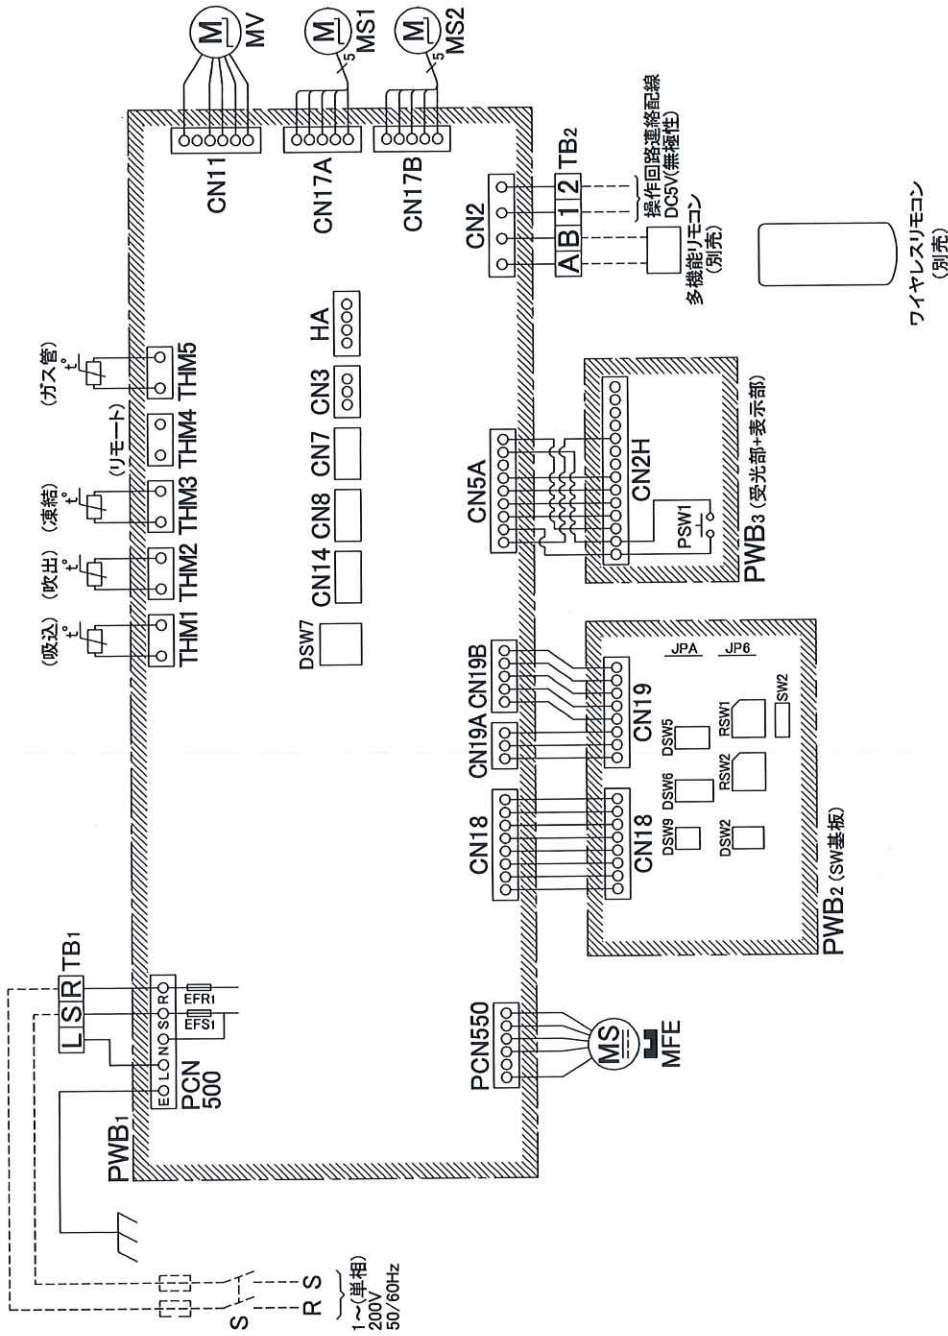 MV
MS1
5
MS2
5
M
M
M
CN11
CN17A
CN17B
(ガス管)
t°
THM5
(リモート)
THM4
(凍結)
t°
THM3
(吹出)
t°
THM2
(吸込)
t°
THM1
HA
CN3
CN7
CN8
CN14
DSW7
CN2
A B 1 2 TB2
操作回路連絡配線
DC5V(無極性)
多機能リモコン
(別売)
ワイヤレスリモコン
(別売)
CN5A
CN2H
PSW1
PWB3 (受光部+表示部)
CN19B
CN19A
CN18
CN19
CN18
JPA
JP6
DSW5
RSW1
SW2
DSW6
RSW2
DSW9
DSW2
PWB2 (SW基板)
L S R TB1
E L N S R
EFR1
EFS1
PCN
500
PWB1
PCN550
MS
MFE
S
R S
1~(単相)
200V
50/60Hz